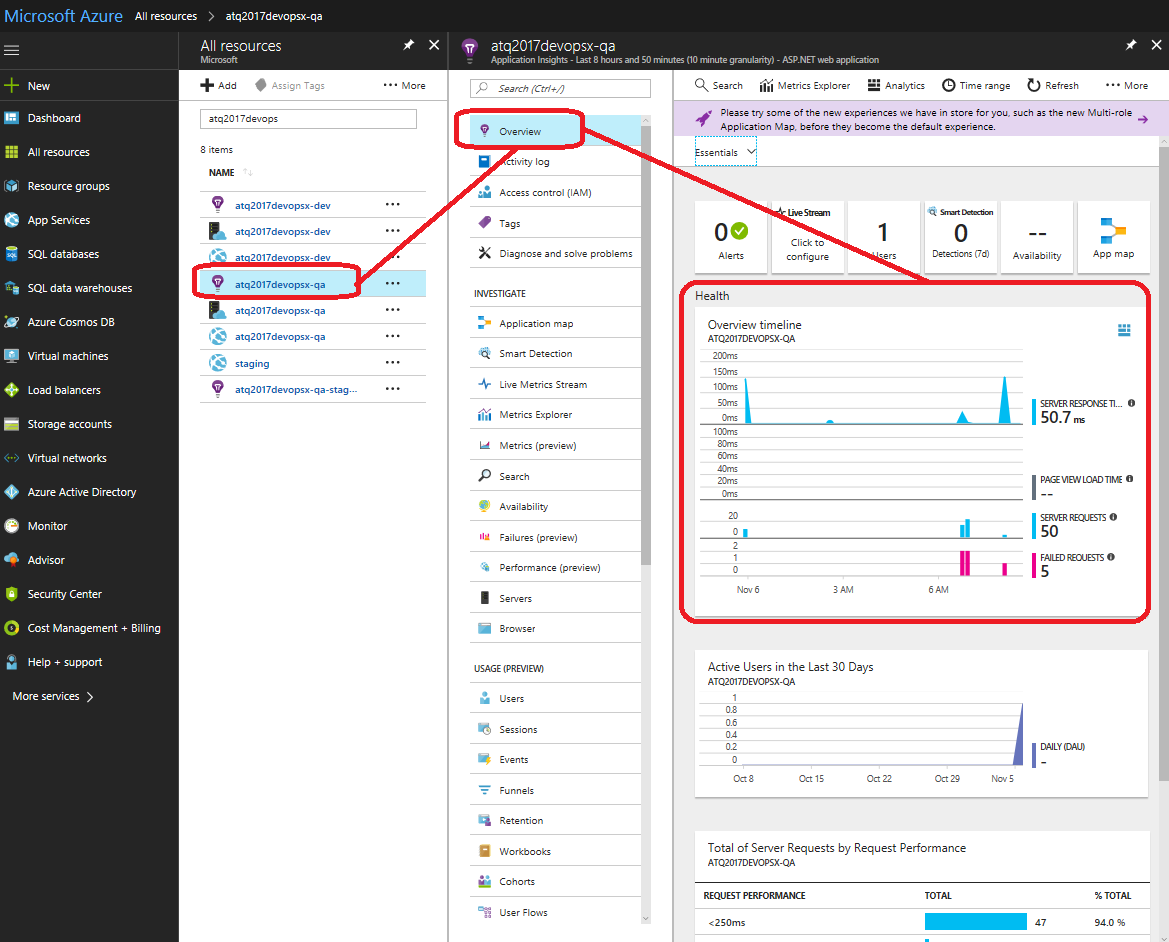 Microsoft Azure All resources > atq2017devopsx-qa
New
Dashboard
All resources
Resource groups
App Services
SQL databases
SQL data warehouses
Azure Cosmos DB
Virtual machines
Load balancers
Storage accounts
Virtual networks
Azure Active Directory
Monitor
Advisor
Security Center
Cost Management + Billing
Help + support
More services >
All resources
Microsoft
Add Assign Tags ··· More
atq2017devops
8 items
NAME
atq2017devopsx-dev ···
atq2017devopsx-dev ···
atq2017devopsx-dev ···
atq2017devopsx-qa ···
atq2017devopsx-qa ···
atq2017devopsx-qa ···
staging ···
atq2017devopsx-qa-stag... ···
atq2017devopsx-qa
Application Insights - Last 8 hours and 50 minutes (10 minute granularity) - ASP.NET web application
Search (Ctrl+/)
Overview
Activity log
Access control (IAM)
Tags
Diagnose and solve problems
INVESTIGATE
Application map
Smart Detection
Live Metrics Stream
Metrics Explorer
Metrics (preview)
Search
Availability
Failures (preview)
Performance (preview)
Servers
Browser
USAGE (PREVIEW)
Users
Sessions
Events
Funnels
Retention
Workbooks
Cohorts
User Flows
Search Metrics Explorer Analytics Time range Refresh ··· More
Please try some of the new experiences we have in store for you, such as the new Multi-role
Application Map, before they become the default experience.
Essentials
0
Alerts
Live Stream
Click to
configure
1
Users
Smart Detection
0
Detections (7d)
--
Availability
App map
Health
Overview timeline
ATQ2017DEVOPSX-QA
200ms
150ms
100ms
50ms
0ms
SERVER RESPONSE TI...
50.7 ms
100ms
80ms
60ms
40ms
20ms
0ms
PAGE VIEW LOAD TIME
--
20
0
SERVER REQUESTS
50
2
1
0
FAILED REQUESTS
5
Nov 6 3 AM 6 AM
Active Users in the Last 30 Days
ATQ2017DEVOPSX-QA
1
0.8
0.6
0.4
0.2
0
DAILY (DAU)
-
Oct 8 Oct 15 Oct 22 Oct 29 Nov 5
Total of Server Requests by Request Performance
ATQ2017DEVOPSX-QA
REQUEST PERFORMANCE TOTAL % TOTAL
<250ms 47 94.0 %